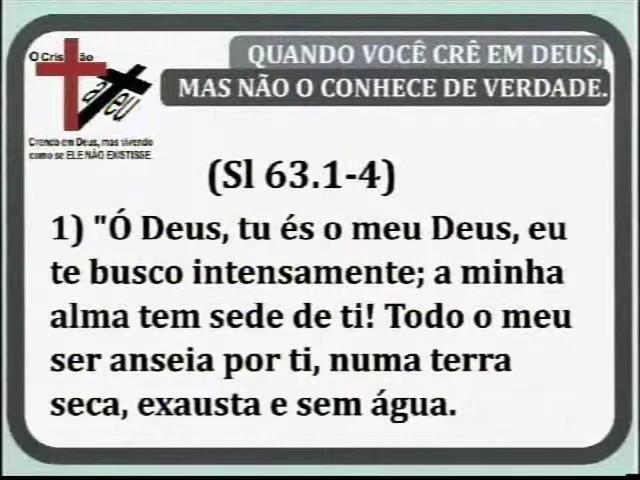 O Cristão
ateu
Crendo em Deus, mas vivendo
como se ELE NÃO EXISTISSE.
QUANDO VOCÊ CRÊ EM DEUS,
MAS NÃO O CONHECE DE VERDADE.
(Sl 63.1-4)
1) "Ó Deus, tu és o meu Deus, eu
te busco intensamente; a minha
alma tem sede de ti! Todo o meu
ser anseia por ti, numa terra
seca, exausta e sem água.